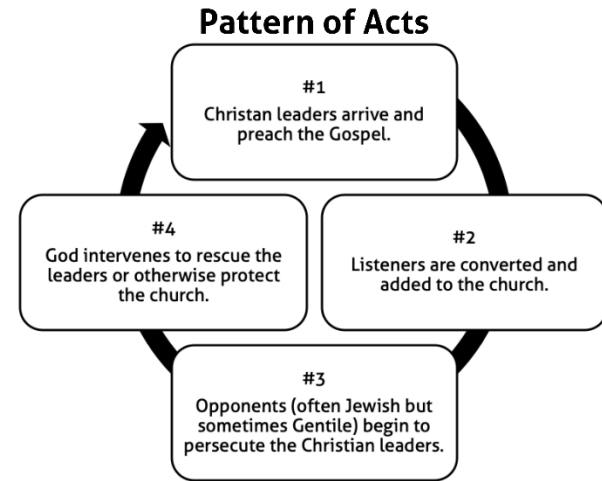 Pattern of Acts
#1
Christan leaders arrive and
preach the Gospel.
#2
Listeners are converted and
added to the church.
#3
Opponents (often Jewish but
sometimes Gentile) begin to
persecute the Christian leaders.
#4
God intervenes to rescue the
leaders or otherwise protect
the church.